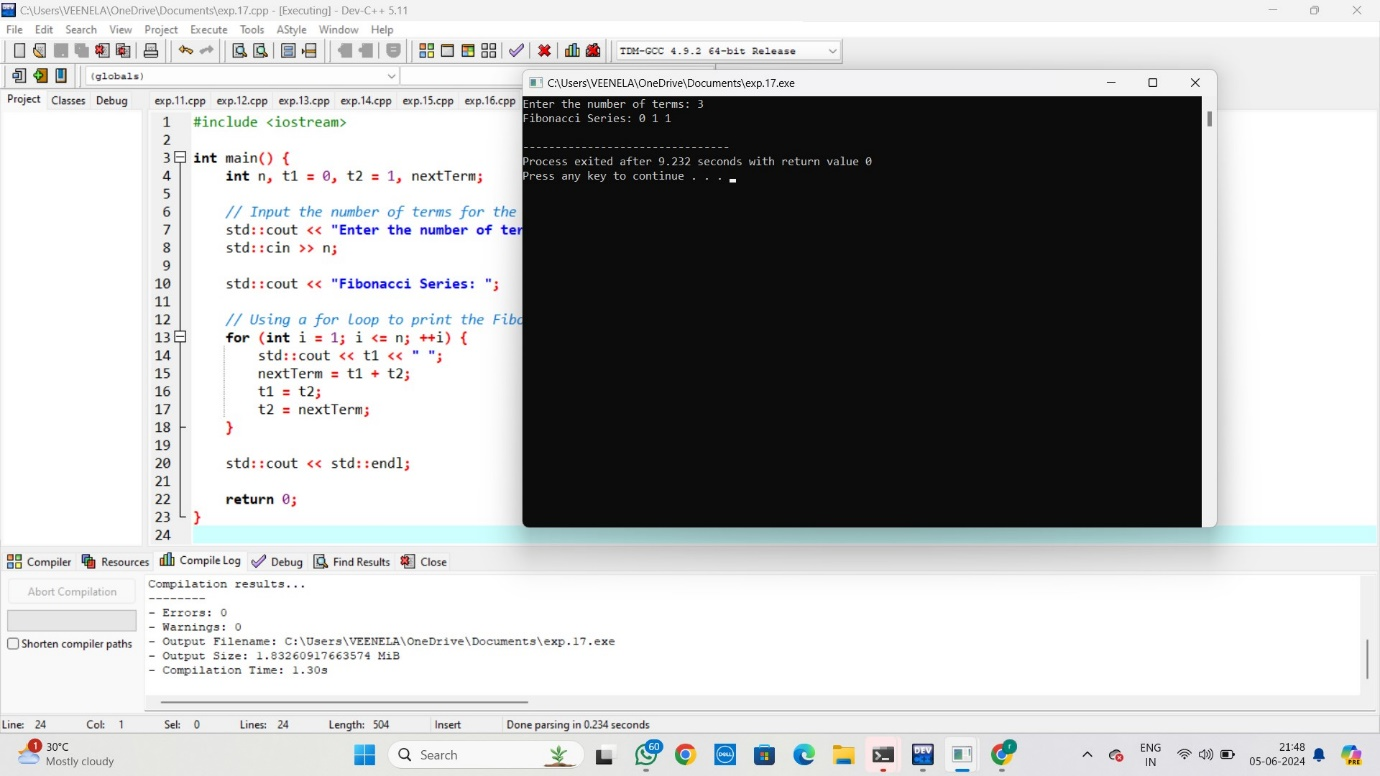 C:\Users\VEENELA\OneDrive\Documents\exp.17.cpp - [Executing] - Dev-C++ 5.11
File Edit Search View Project Execute Tools AStyle Window Help
TDM-GCC 4.9.2 64-bit Release
(globals)
Project Classes Debug
exp.11.cpp exp.12.cpp exp.13.cpp exp.14.cpp exp.15.cpp exp.16.cpp
1 #include <iostream>
2
3 int main() {
4 int n, t1 = 0, t2 = 1, nextTerm;
5
6 // Input the number of terms for the
7 std::cout << "Enter the number of ter
8 std::cin >> n;
9
10 std::cout << "Fibonacci Series: ";
11
12 // Using a for loop to print the Fibo
13 for (int i = 1; i <= n; ++i) {
14 std::cout << t1 << " ";
15 nextTerm = t1 + t2;
16 t1 = t2;
17 t2 = nextTerm;
18 }
19
20 std::cout << std::endl;
21
22 return 0;
23 }
24
C:\Users\VEENELA\OneDrive\Documents\exp.17.exe
Enter the number of terms: 3
Fibonacci Series: 0 1 1
--------------------------------
Process exited after 9.232 seconds with return value 0
Press any key to continue . . .
Compiler Resources Compile Log Debug Find Results Close
Abort Compilation
Shorten compiler paths
Compilation results...
--------
- Errors: 0
- Warnings: 0
- Output Filename: C:\Users\VEENELA\OneDrive\Documents\exp.17.exe
- Output Size: 1.83260917663574 MiB
- Compilation Time: 1.30s
Line: 24 Col: 1 Sel: 0 Lines: 24 Length: 504 Insert Done parsing in 0.234 seconds
1
30°C
Mostly cloudy
Search
60
DELL
DEV
r
ENG
IN
21:48
05-06-2024
PRE